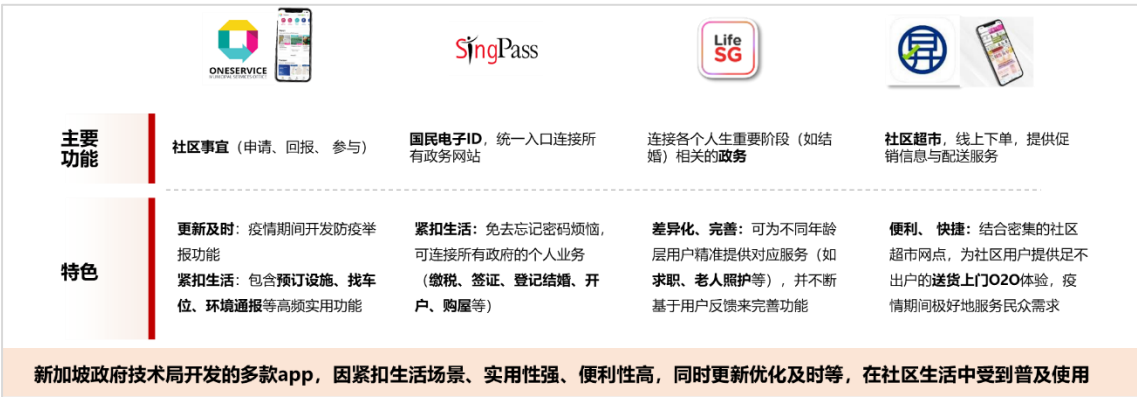 ONESERVICE
MUNICIPAL SERVICES OFFICE
SingPass
Life
SG
昇
主要
功能
社区事宜（申请、回报、 参与）
国民电子ID，统一入口连接所
有政务网站
连接各个人生重要阶段（如结
婚）相关的政务
社区超市，线上下单，提供促
销信息与配送服务
特色
更新及时：疫情期间开发防疫举
报功能
紧扣生活：包含预订设施、找车
位、环境通报等高频实用功能
紧扣生活：免去忘记密码烦恼，
可连接所有政府的个人业务
（缴税、签证、登记结婚、开
户、购屋等）
差异化、完善：可为不同年龄
层用户精准提供对应服务（如
求职、老人照护等），并不断
基于用户反馈来完善功能
便利、 快捷：结合密集的社区
超市网点，为社区用户提供足不
出户的送货上门O2O体验，疫
情期间极好地服务民众需求
新加坡政府技术局开发的多款app，因紧扣生活场景、实用性强、便利性高，同时更新优化及时等，在社区生活中受到普及使用